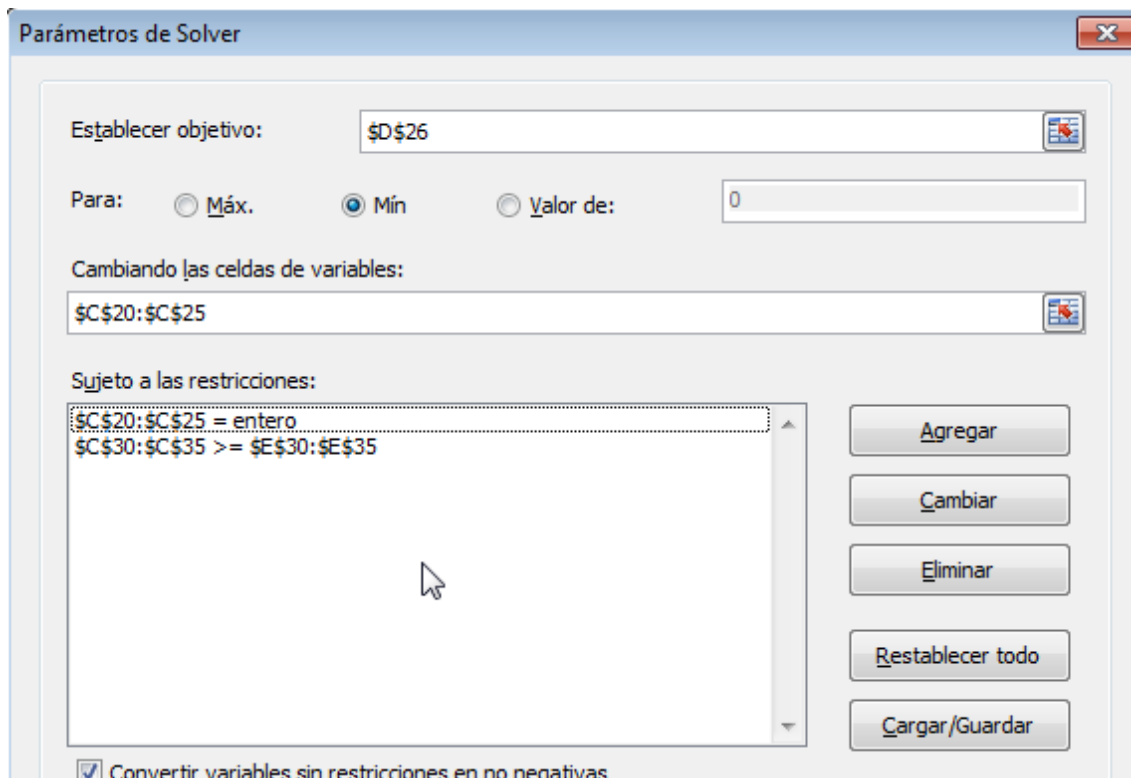 Parámetros de Solver
Establecer objetivo: $D$26
Para: Máx. Mín Valor de: 0
Cambiando las celdas de variables:
$C$20:$C$25
Sujeto a las restricciones:
$C$20:$C$25 = entero
$C$30:$C$35 >= $E$30:$E$35
Agregar
Cambiar
Eliminar
Restablecer todo
Cargar/Guardar
Convertir variables sin restricciones en no negativas